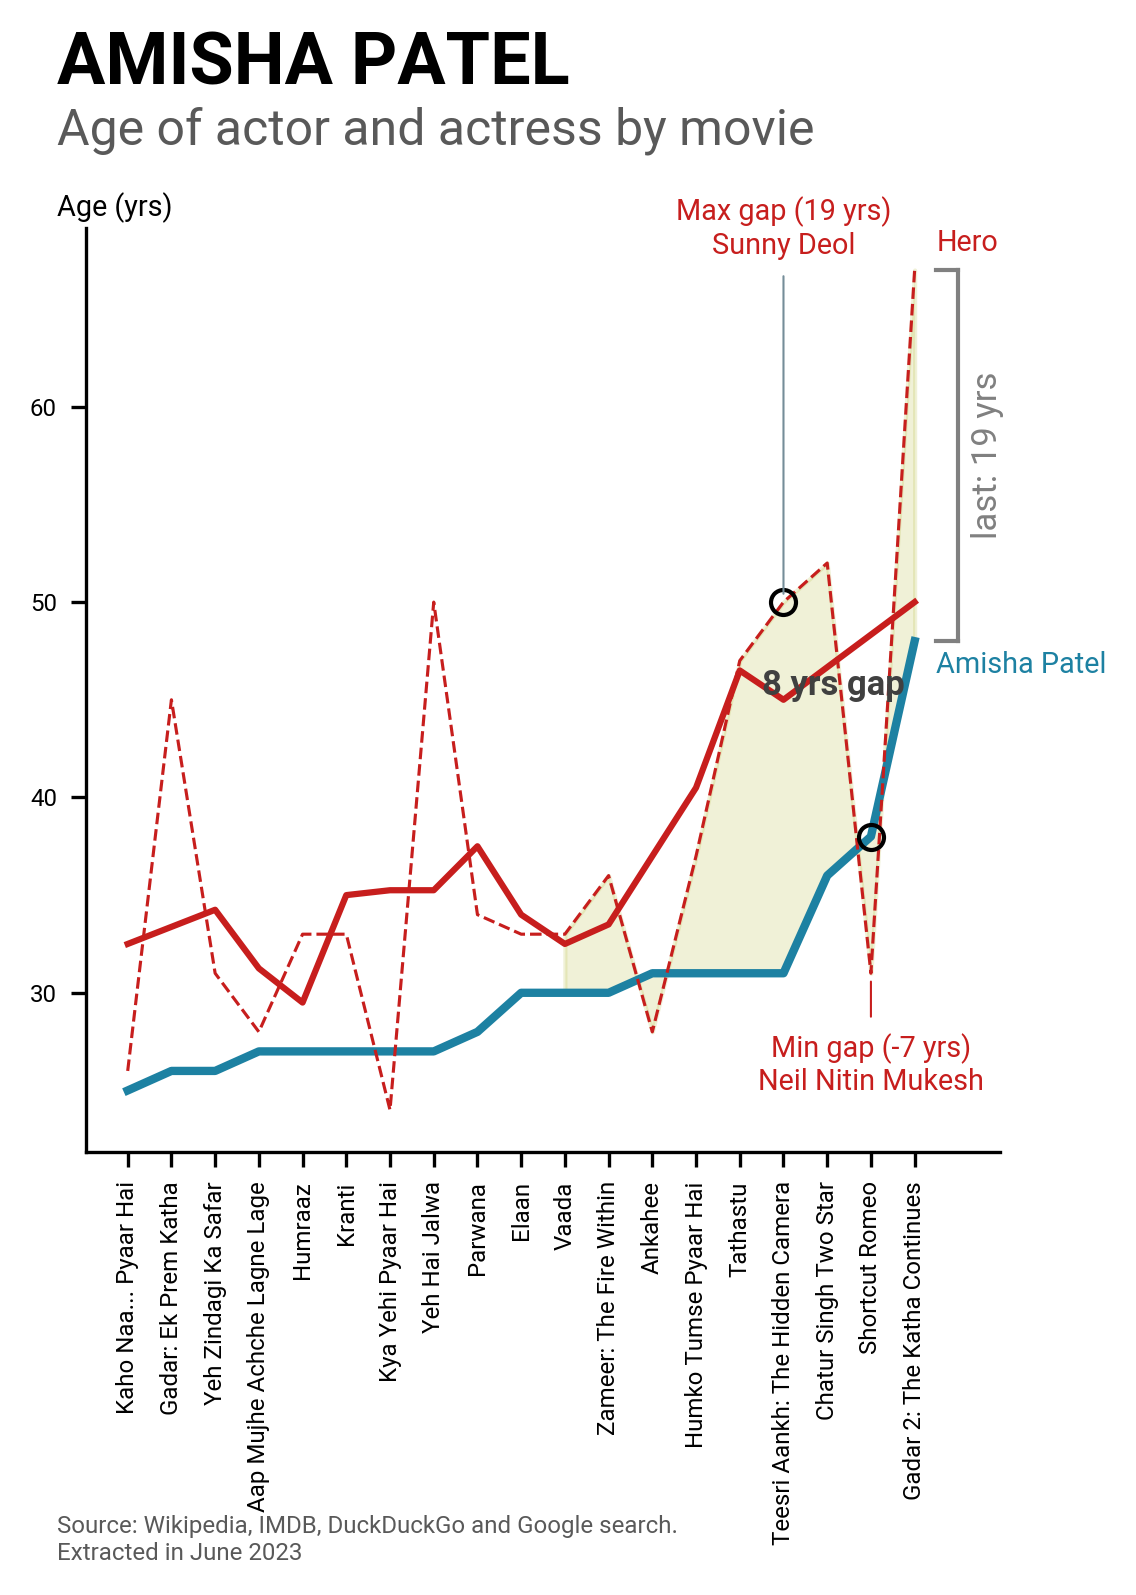 AMISHA PATEL
Age of actor and actress by movie
Age (yrs)
Max gap (19 yrs)
Sunny Deol
Hero
60
50
40
30
last: 19 yrs
8 yrs gap
Amisha Patel
Min gap (-7 yrs)
Neil Nitin Mukesh
Kaho Naa... Pyaar Hai
Gadar: Ek Prem Katha
Yeh Zindagi Ka Safar
Aap Mujhe Achche Lagne Lage
Humraaz
Kranti
Kya Yehi Pyaar Hai
Yeh Hai Jalwa
Parwana
Elaan
Vaada
Zameer: The Fire Within
Ankahee
Humko Tumse Pyaar Hai
Tathastu
Teesri Aankh: The Hidden Camera
Chatur Singh Two Star
Shortcut Romeo
Gadar 2: The Katha Continues
Source: Wikipedia, IMDB, DuckDuckGo and Google search.
Extracted in June 2023